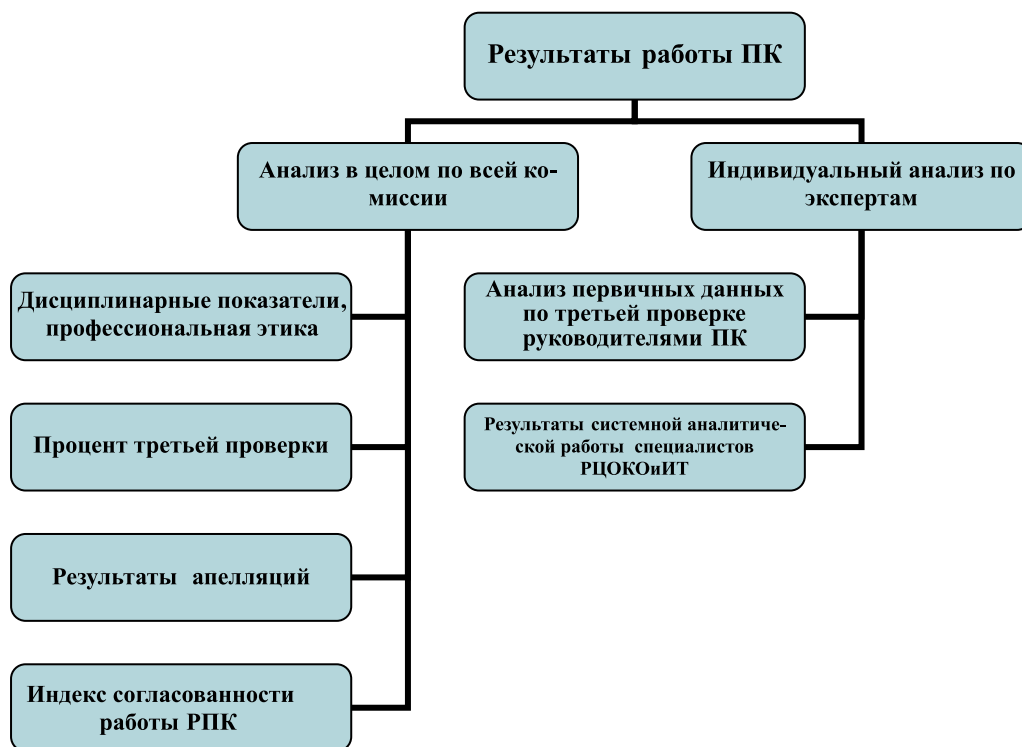 Результаты работы ПК
Анализ в целом по всей ко-
миссии
Индивидуальный анализ по
экспертам
Дисциплинарные показатели,
профессиональная этика
Процент третьей проверки
Результаты апелляций
Индекс согласованности
работы РПК
Анализ первичных данных
по третьей проверке
руководителями ПК
Результаты системной аналитиче-
ской работы специалистов
РЦОКОиИТ